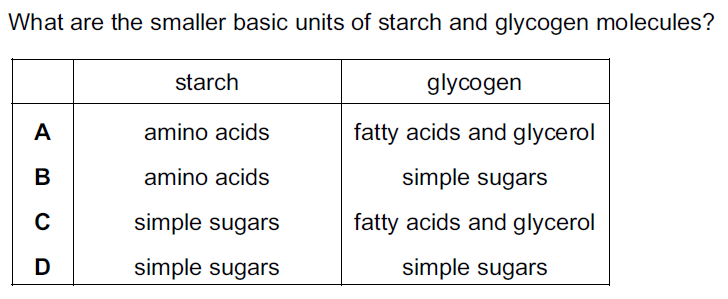 What are the smaller basic units of starch and glycogen molecules?
starch glycogen
A amino acids fatty acids and glycerol
B amino acids simple sugars
C simple sugars fatty acids and glycerol
D simple sugars simple sugars